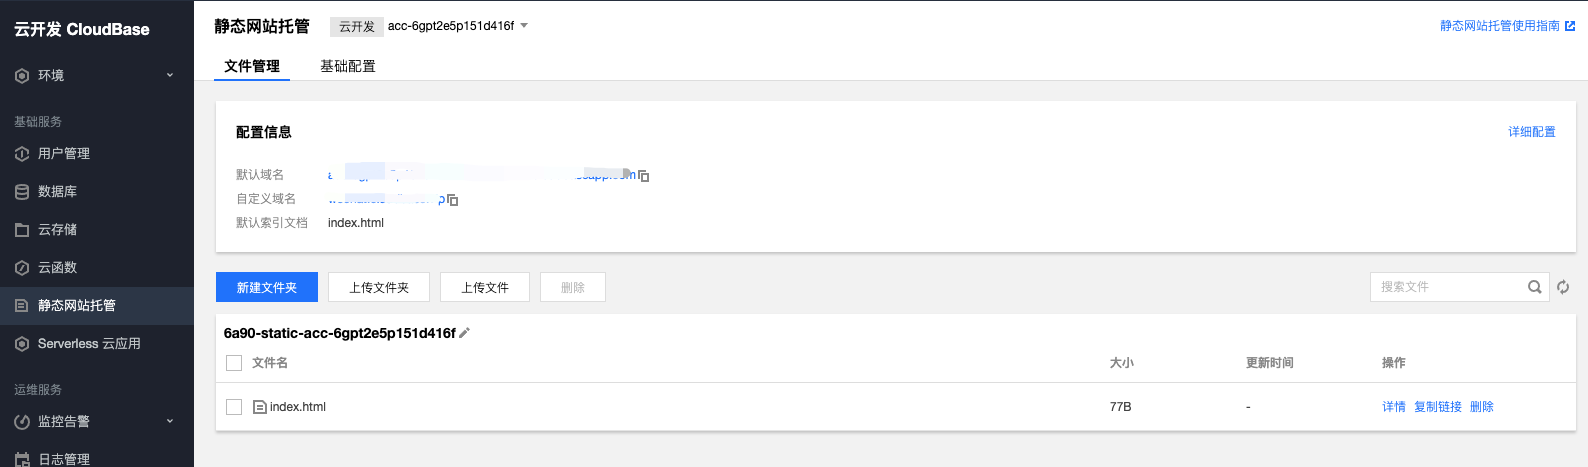 云开发 CloudBase
环境
基础服务
用户管理
数据库
云存储
云函数
静态网站托管
Serverless 云应用
运维服务
监控告警
日志管理
静态网站托管 云开发 acc-6gpt2e5p151d416f
静态网站托管使用指南
文件管理 基础配置
配置信息
详细配置
默认域名
自定义域名
默认索引文档 index.html
新建文件夹 上传文件夹 上传文件 删除
搜索文件
6a90-static-acc-6gpt2e5p151d416f
文件名 大小 更新时间 操作
index.html 77B - 详情 复制链接 删除